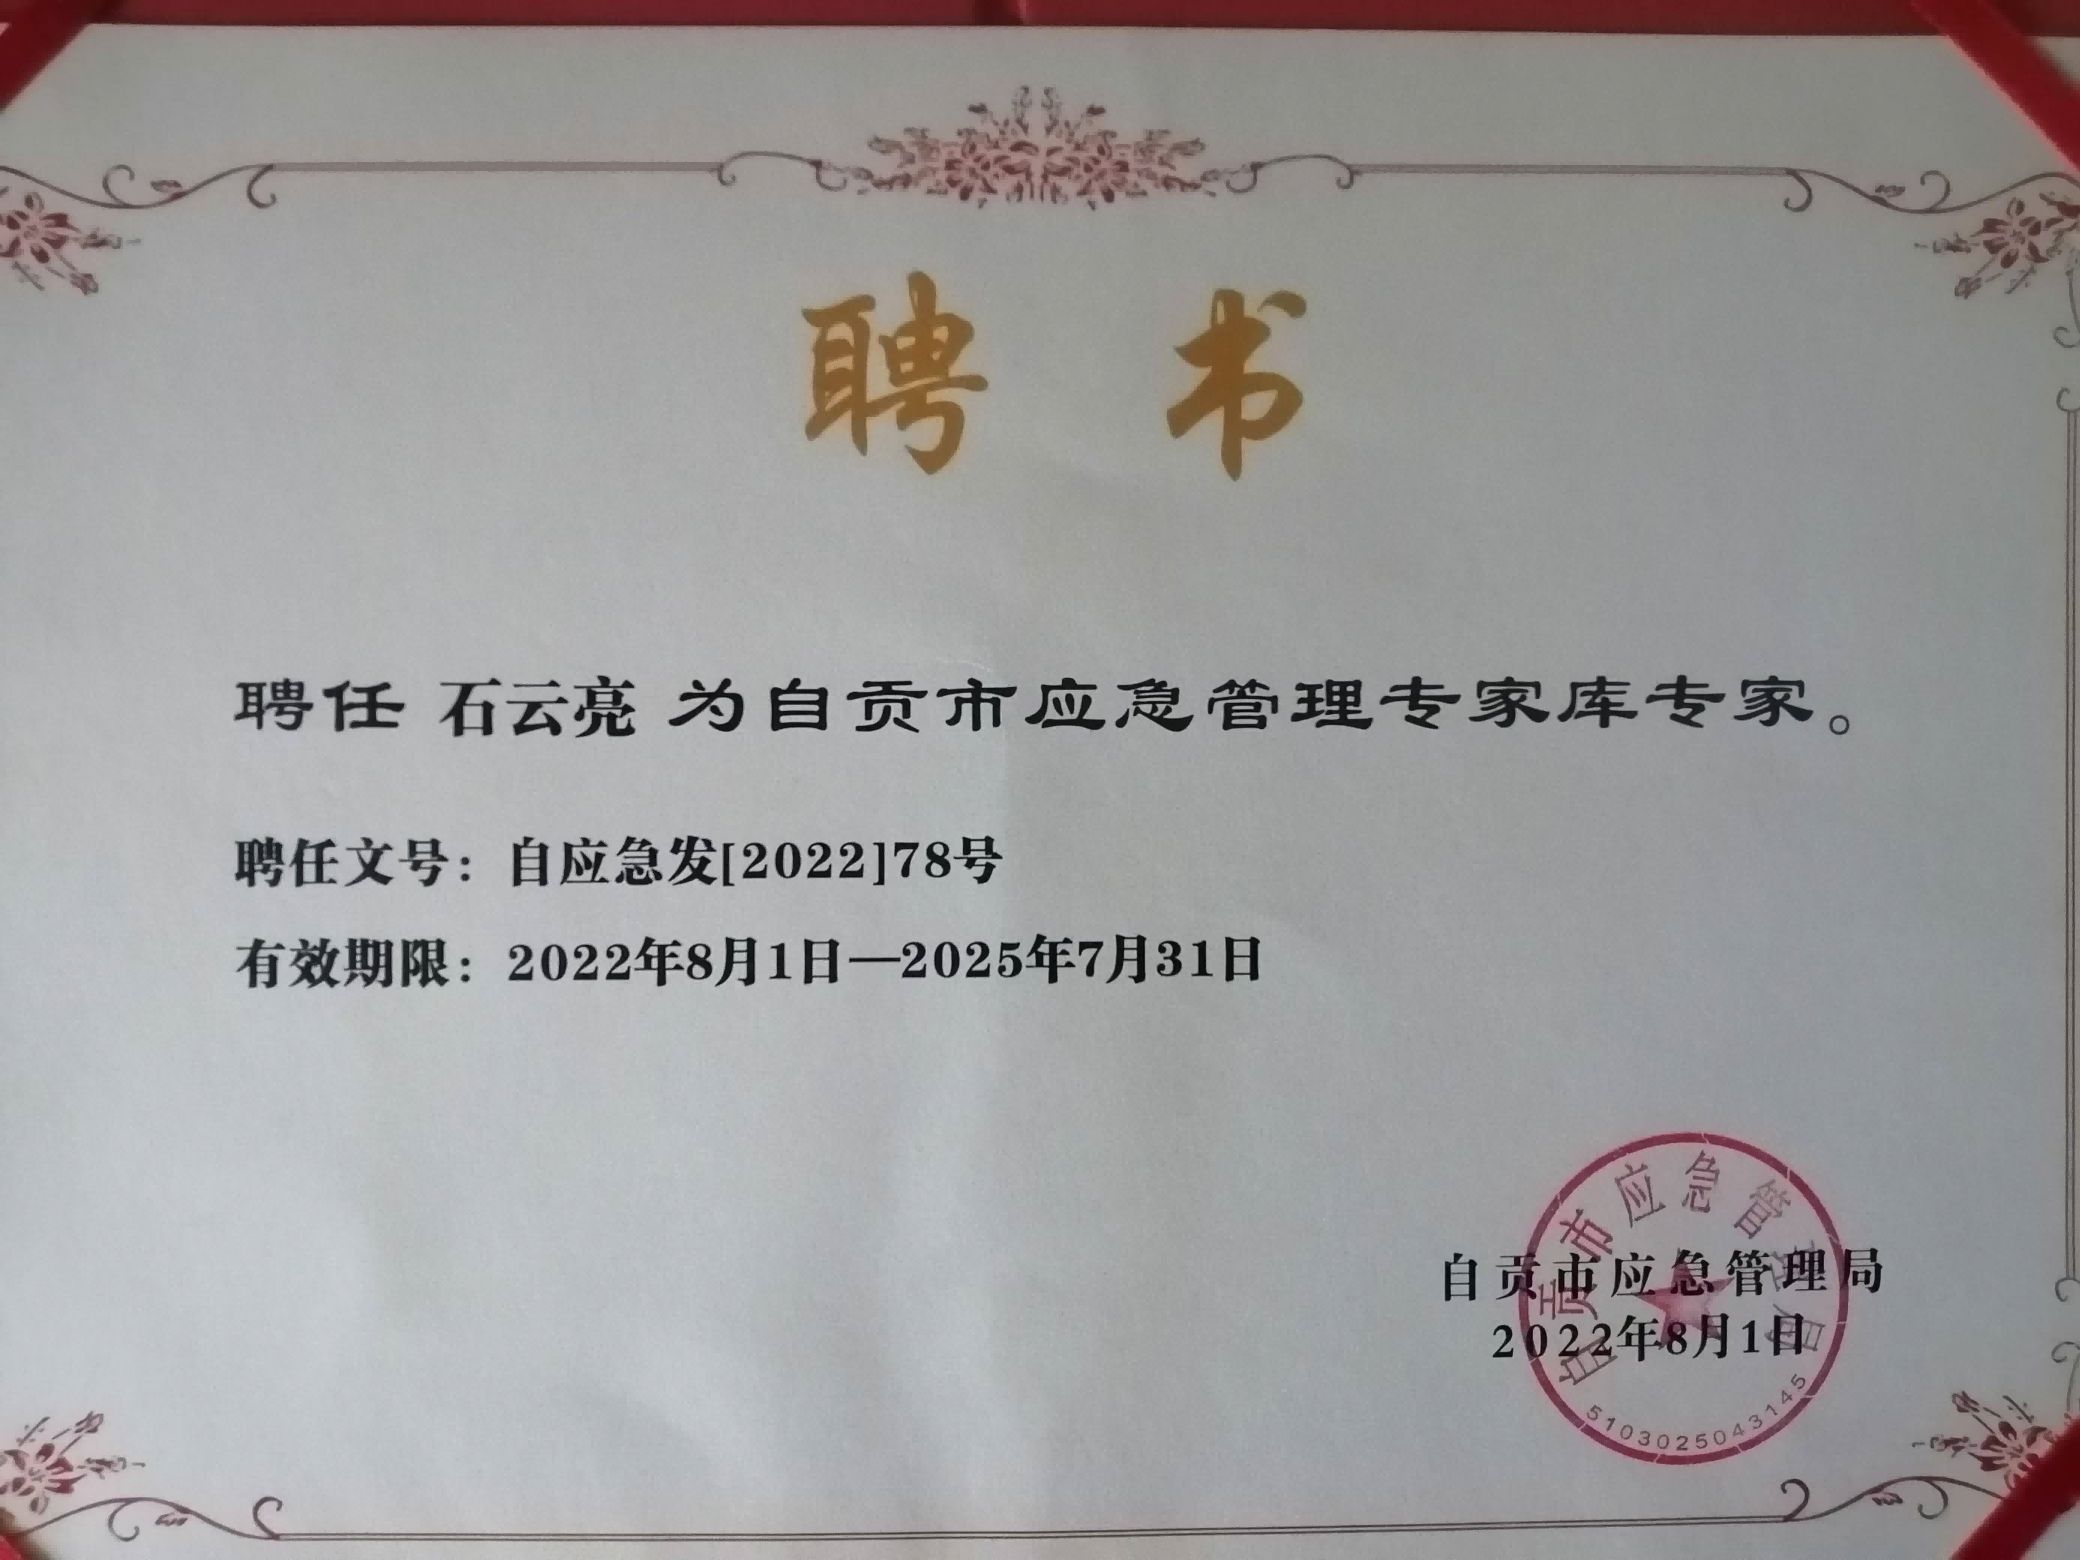 聘 书
聘任 石云亮 为自贡市应急管理专家库专家。
聘任文号：自应急发[2022]78号
有效期限：2022年8月1日—2025年7月31日
自贡市应急管理局
2022年8月1日
自贡市应急管理局
5103025043145